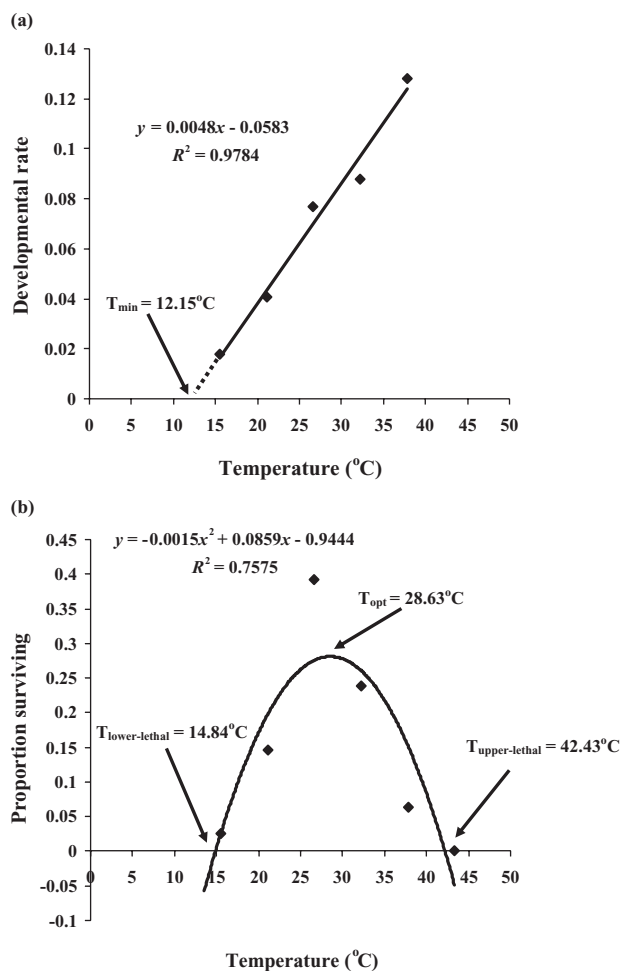 (a)
0.14
0.12
0.1
0.08
0.06
0.04
0.02
0
y = 0.0048x - 0.0583
R² = 0.9784
Tmin = 12.15°C
Developmental rate
0 5 10 15 20 25 30 35 40 45 50
Temperature (°C)
(b)
y = -0.0015x² + 0.0859x - 0.9444
R² = 0.7575
0.45
0.4
0.35
0.3
0.25
0.2
0.15
0.1
0.05
0
-0.05
-0.1
Topt = 28.63°C
Tlower-lethal = 14.84°C
Tupper-lethal = 42.43°C
Proportion surviving
0 5 10 15 20 25 30 35 40 45 50
Temperature (°C)